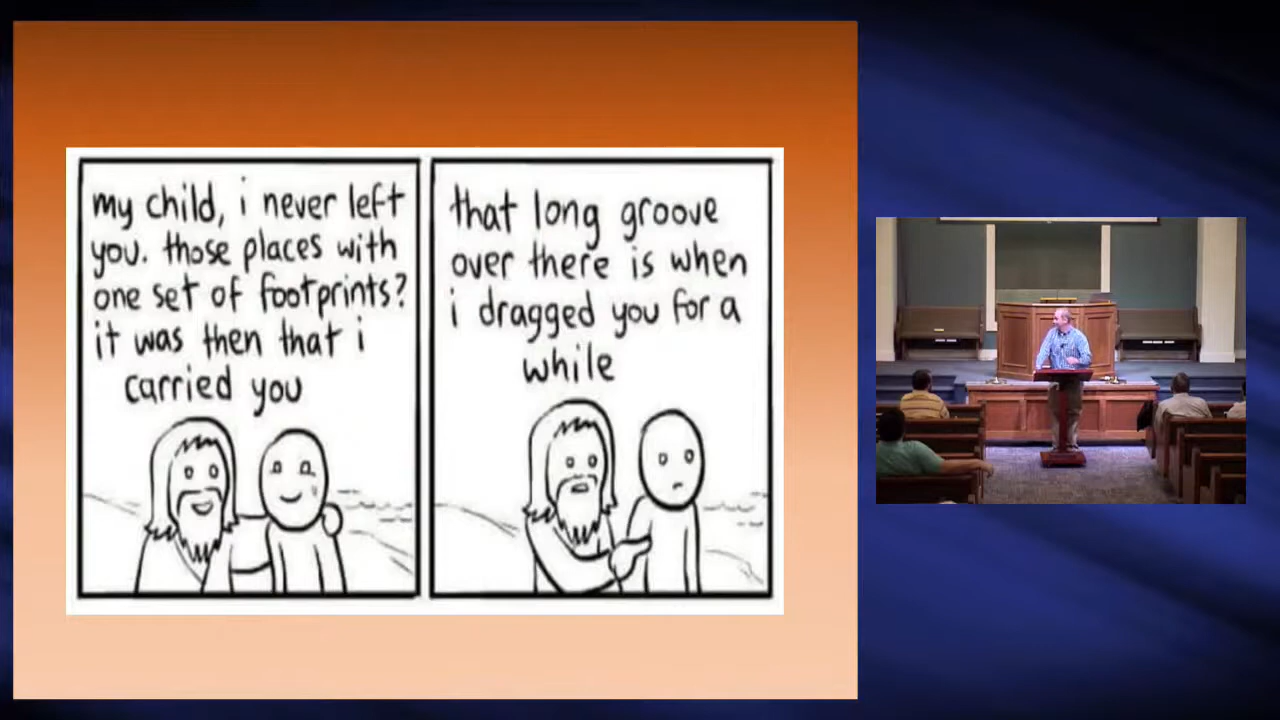 my child, i never left
you. those places with
one set of footprints?
it was then that i
carried you
that long groove
over there is when
i dragged you for a
while